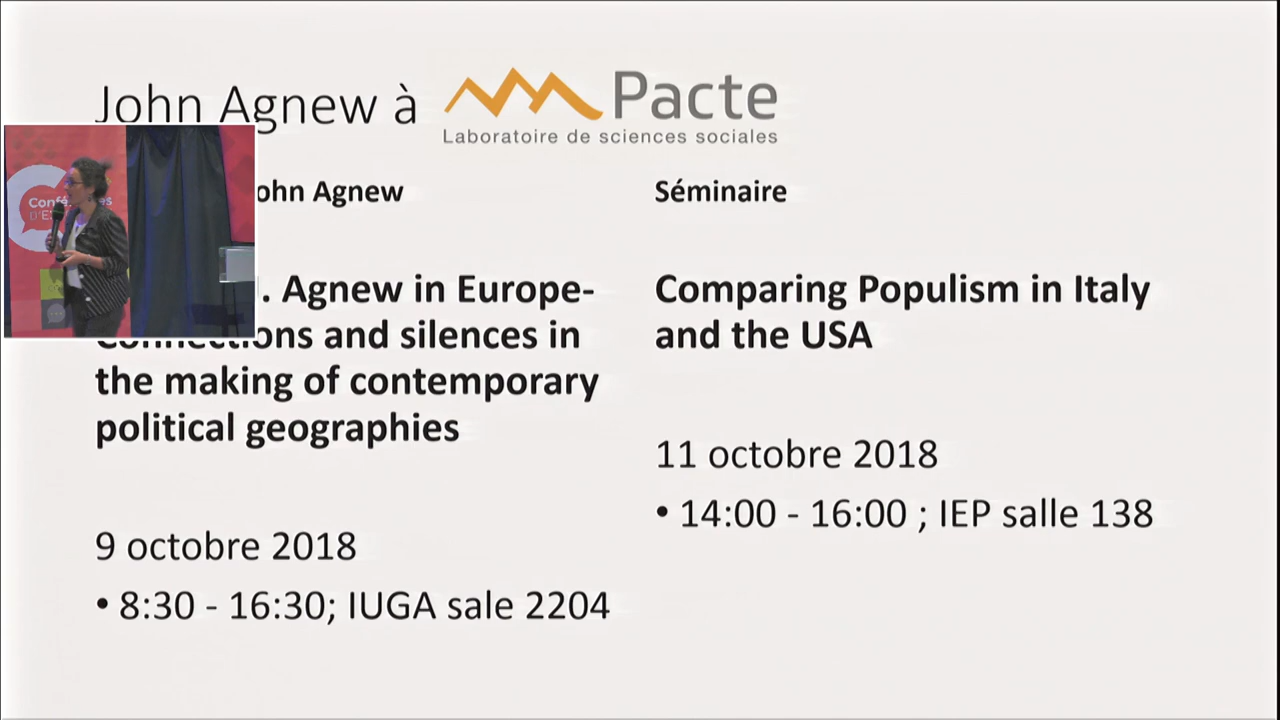 John Agnew à
Pacte
Laboratoire de sciences sociales
ohn Agnew
. Agnew in Europe-
Connections and silences in
the making of contemporary
political geographies
9 octobre 2018
• 8:30 - 16:30; IUGA sale 2204
Séminaire
Comparing Populism in Italy
and the USA
11 octobre 2018
• 14:00 - 16:00 ; IEP salle 138